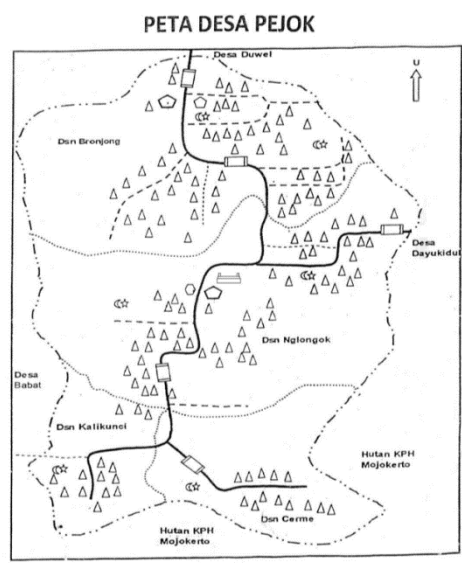 PETA DESA PEJOK
Desa Duwel
U
Dsn Bronjong
Desa
Dayukidul
Dsn Nglongok
Desa
Babat
Dsn Kalikunci
Hutan KPH
Mojokerto
Dsn Cerme
Hutan KPH
Mojokerto